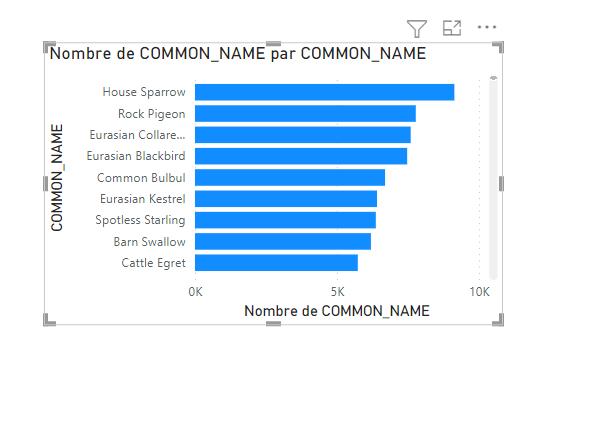 Nombre de COMMON_NAME par COMMON_NAME
COMMON_NAME
House Sparrow
Rock Pigeon
Eurasian Collare...
Eurasian Blackbird
Common Bulbul
Eurasian Kestrel
Spotless Starling
Barn Swallow
Cattle Egret
0K 5K 10K
Nombre de COMMON_NAME